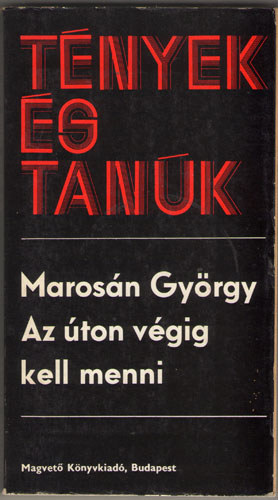 TÉNYEK
ÉS
TANÚK
Marosán György
Az úton végig
kell menni
Magvető Könyvkiadó, Budapest